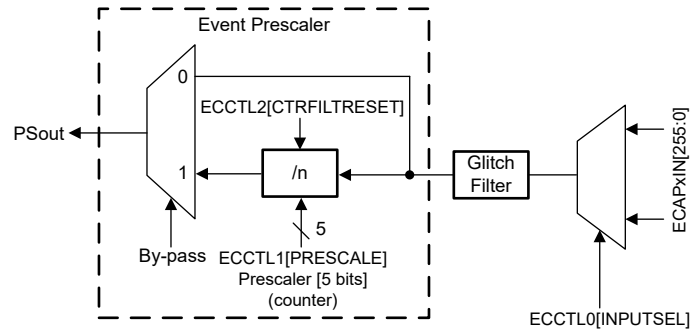 Event Prescaler
0
ECCTL2[CTRFILTRESET]
PSout
1
/n
Glitch
Filter
ECAPxIN[255:0]
5
By-pass
ECCTL1[PRESCALE]
Prescaler [5 bits]
(counter)
ECCTL0[INPUTSEL]